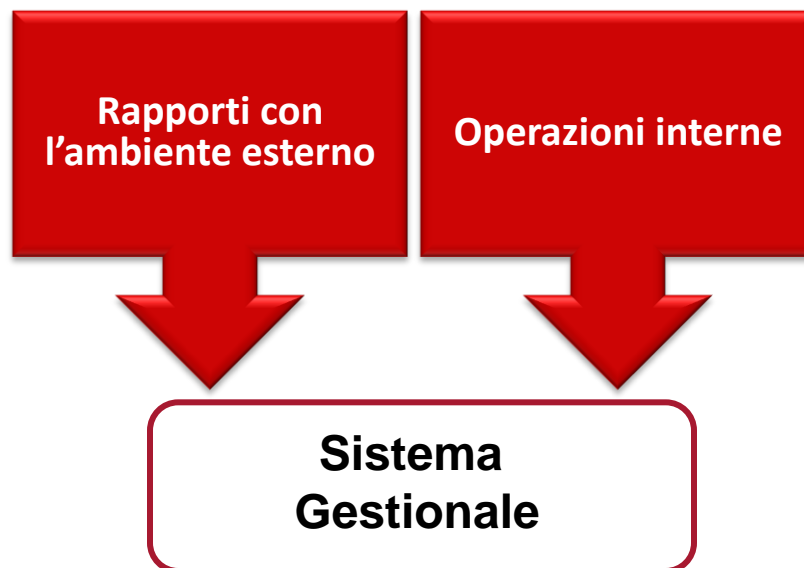 Rapporti con
l’ambiente esterno
Operazioni interne
Sistema
Gestionale